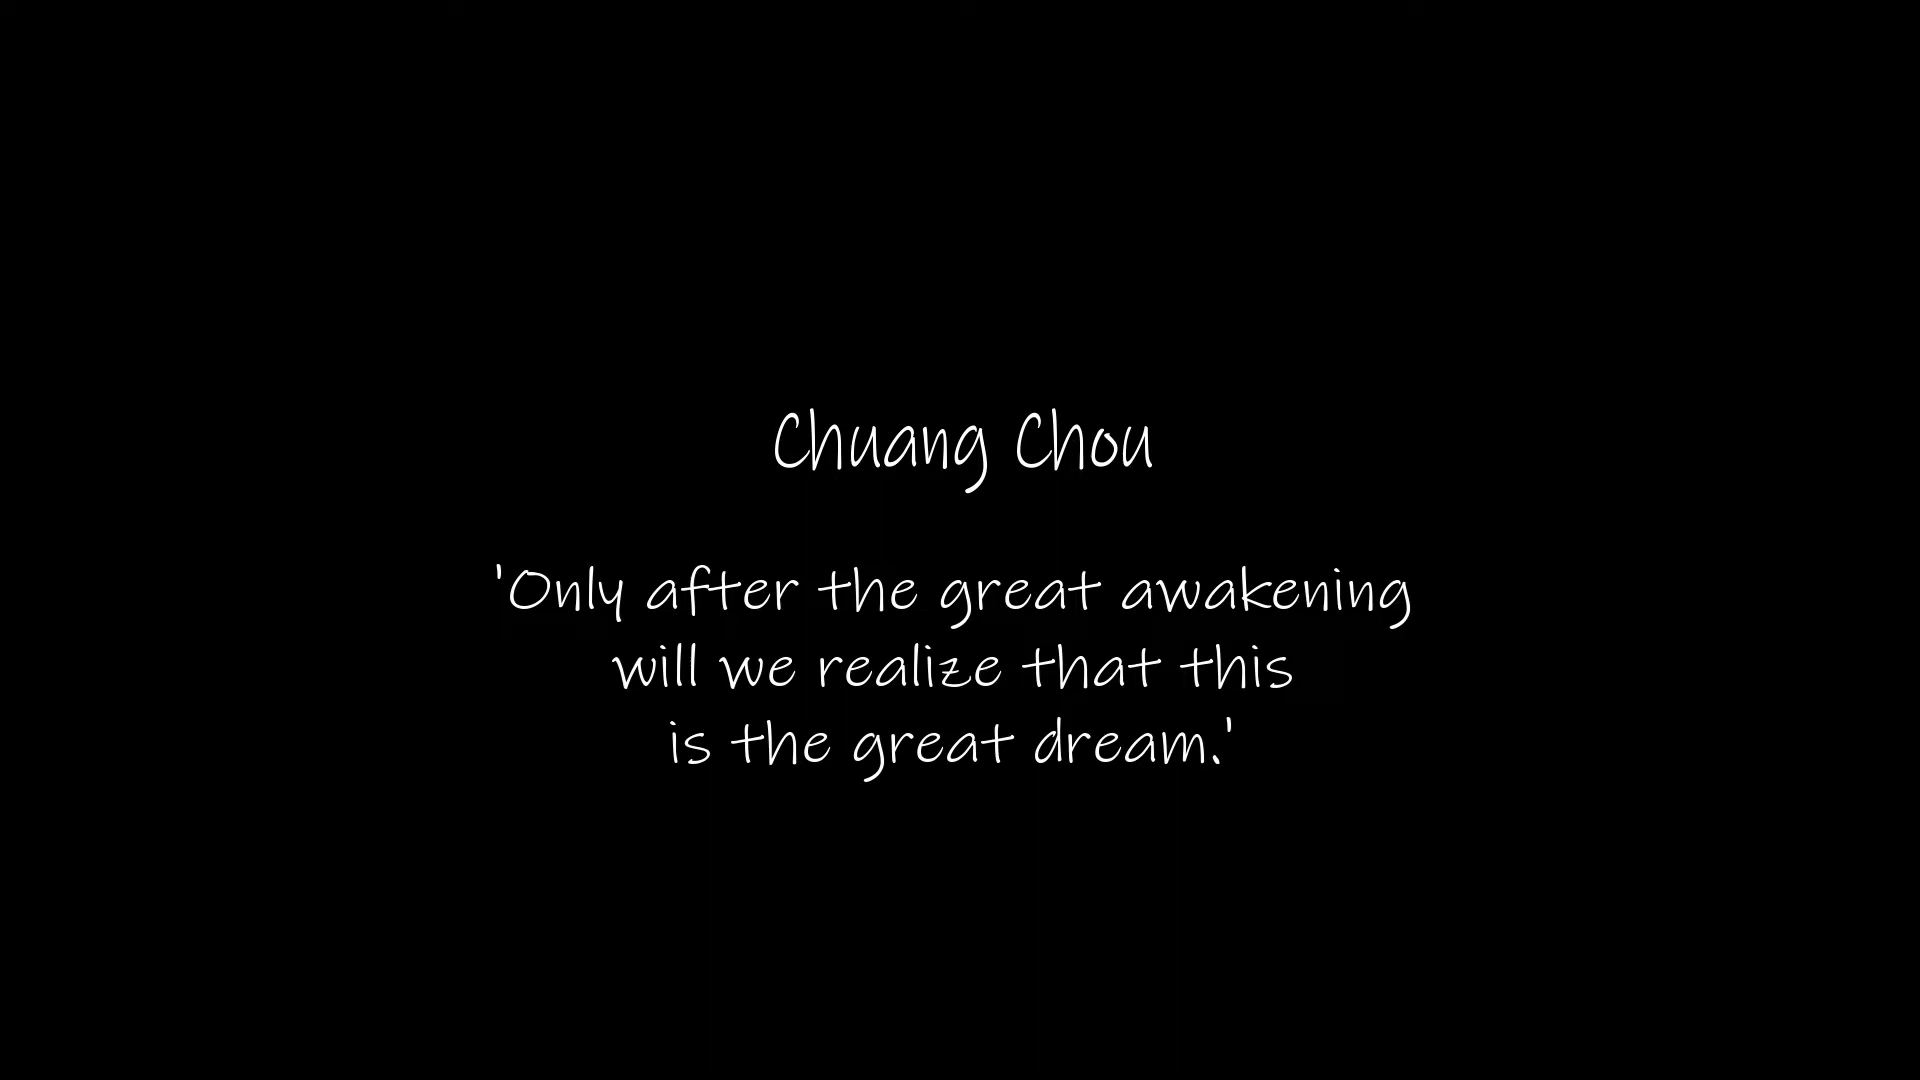 Chuang Chou
'Only after the great awakening
will we realize that this
is the great dream.'